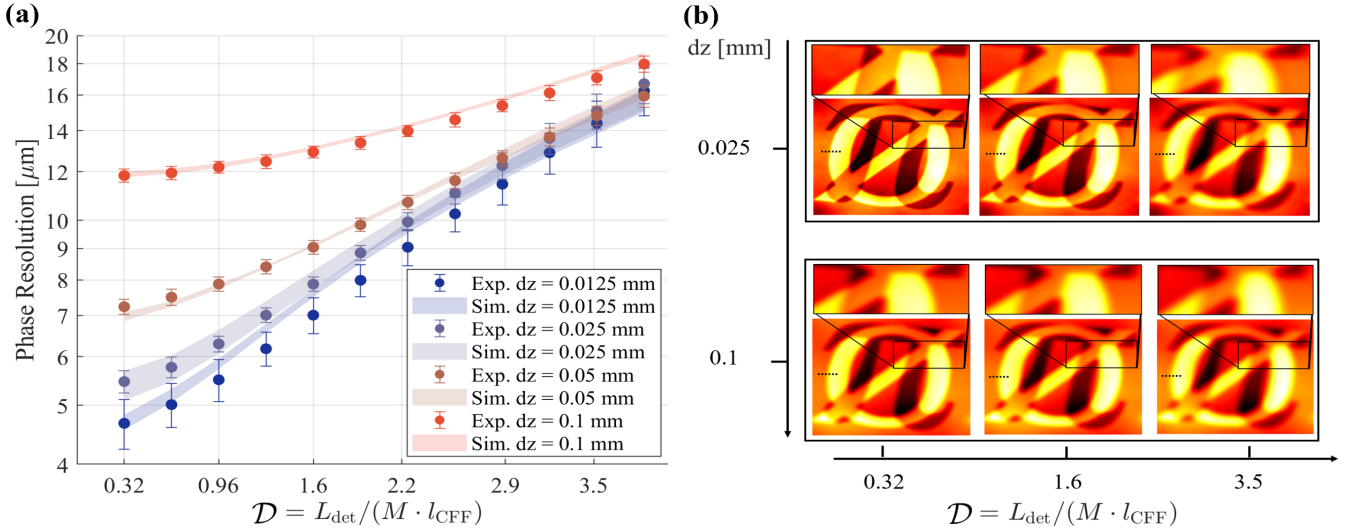 (a)
Phase Resolution [μm]
20
18
16
14
12
10
9
8
7
6
5
4
Exp. dz = 0.0125 mm
Sim. dz = 0.0125 mm
Exp. dz = 0.025 mm
Sim. dz = 0.025 mm
Exp. dz = 0.05 mm
Sim. dz = 0.05 mm
Exp. dz = 0.1 mm
Sim. dz = 0.1 mm
0.32 0.96 1.6 2.2 2.9 3.5
𝒟 = L_det/(M · l_CFF)
(b)
dz [mm]
0.025
0.1
0.32 1.6 3.5
𝒟 = L_det/(M · l_CFF)